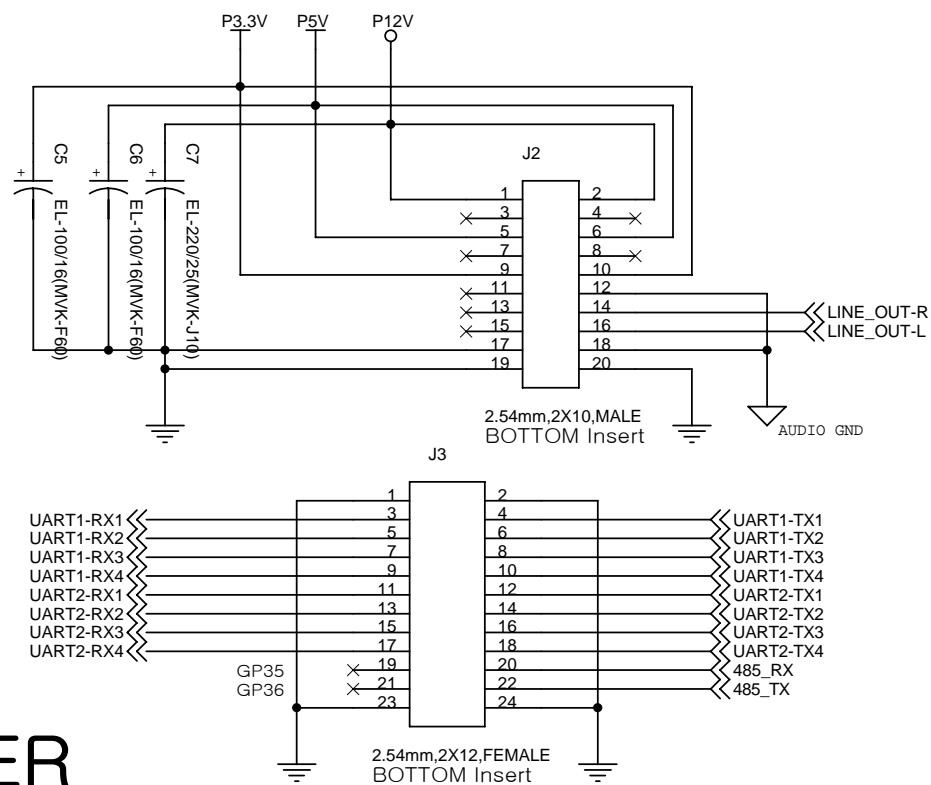 P3.3V P5V P12V
J2
C5 C6 C7
+ + +
EL-100/16(MVK-F60)
EL-100/16(MVK-F60)
EL-220/25(MVK-J10)
1 2
3 4
5 6
7 8
9 10
11 12
13 14 LINE_OUT-R
15 16 LINE_OUT-L
17 18
19 20
2.54mm,2X10,MALE
BOTTOM Insert
AUDIO GND
J3
1 2
UART1-RX1 3 4 UART1-TX1
UART1-RX2 5 6 UART1-TX2
UART1-RX3 7 8 UART1-TX3
UART1-RX4 9 10 UART1-TX4
UART2-RX1 11 12 UART2-TX1
UART2-RX2 13 14 UART2-TX2
UART2-RX3 15 16 UART2-TX3
UART2-RX4 17 18 UART2-TX4
GP35 19 20 485_RX
GP36 21 22 485_TX
23 24
2.54mm,2X12,FEMALE
BOTTOM Insert
ER